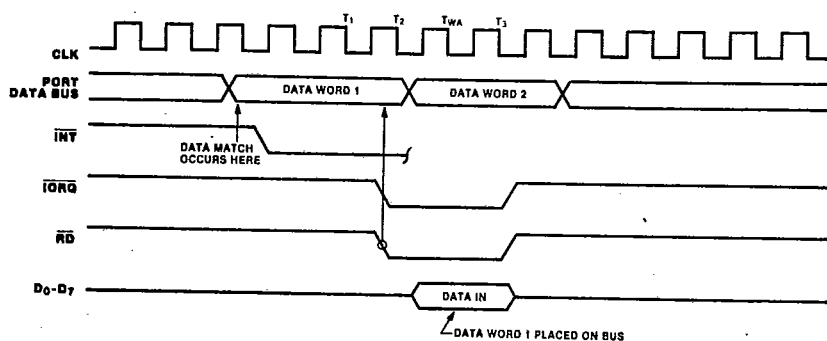 T1 T2 TWA T3
CLK
PORT
DATA BUS
DATA WORD 1 DATA WORD 2
INT
DATA MATCH
OCCURS HERE
IORQ
RD
D0-D7
DATA IN
DATA WORD 1 PLACED ON BUS